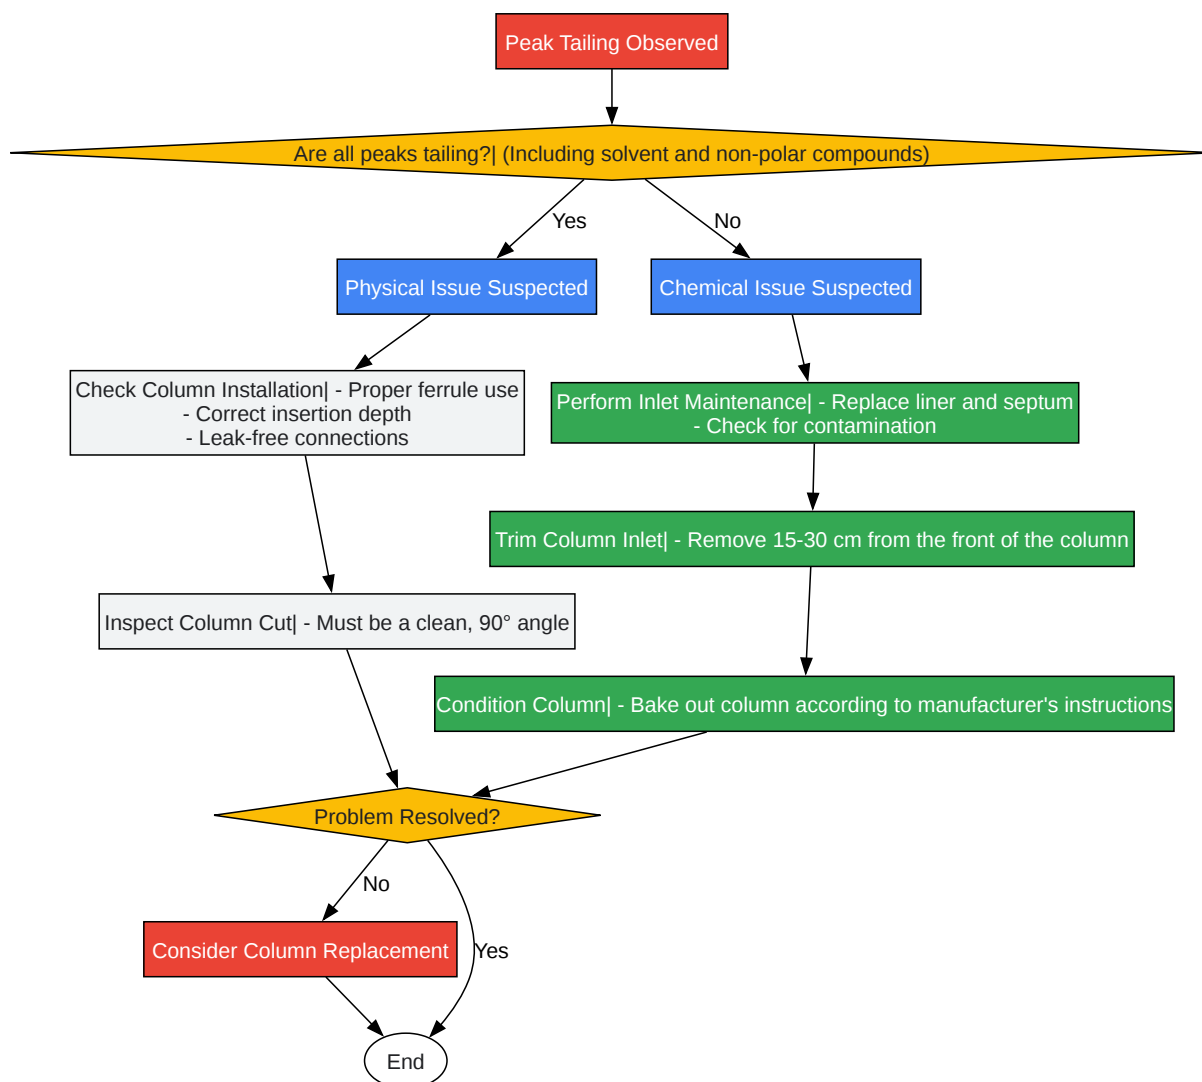 Peak Tailing Observed
Are all peaks tailing?| (Including solvent and non-polar compounds)
Yes
No
Physical Issue Suspected
Chemical Issue Suspected
Check Column Installation| - Proper ferrule use
- Correct insertion depth
- Leak-free connections
Perform Inlet Maintenance| - Replace liner and septum
- Check for contamination
Trim Column Inlet| - Remove 15-30 cm from the front of the column
Inspect Column Cut| - Must be a clean, 90° angle
Condition Column| - Bake out column according to manufacturer's instructions
Problem Resolved?
No
Yes
Consider Column Replacement
End